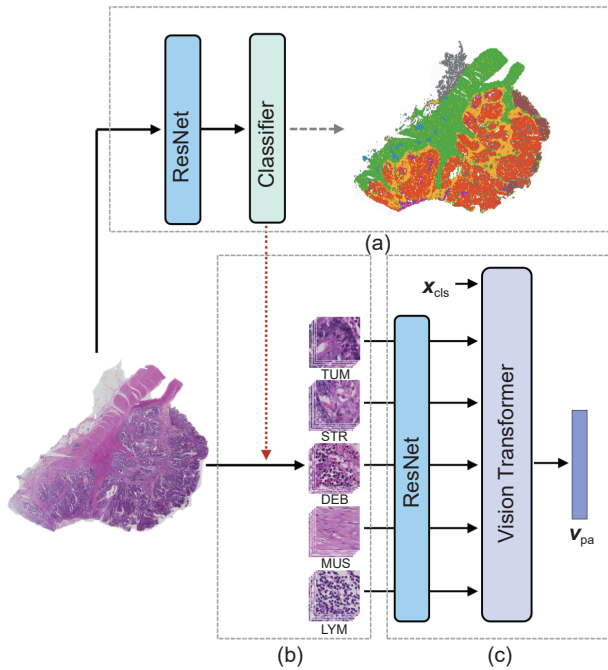 ResNet
Classifier
(a)
x_cls
TUM
STR
DEB
MUS
LYM
ResNet
Vision Transformer
v_pa
(b)
(c)